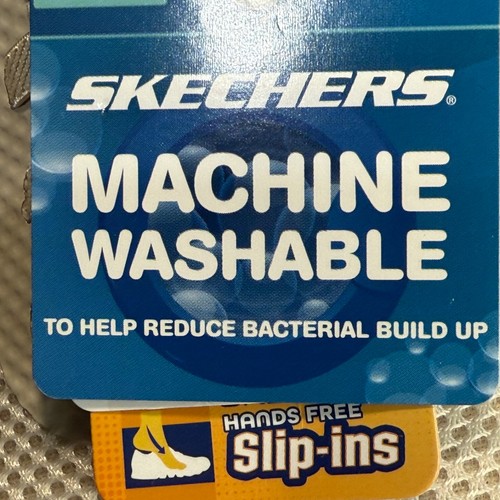 SKECHERS®
MACHINE
WASHABLE
TO HELP REDUCE BACTERIAL BUILD UP
HANDS FREE
Slip-ins